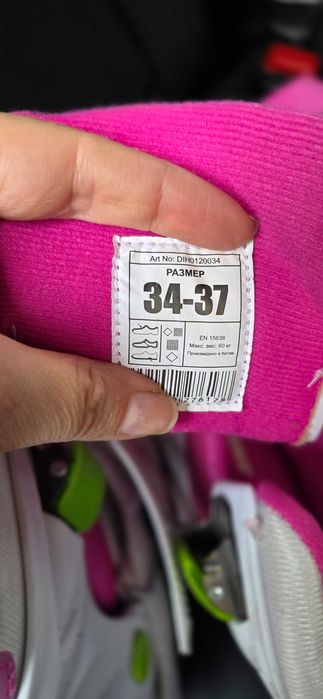 Art No: DIH0120034
РАЗМЕР
34-37
EN 15638
Макс. вес: 60 кг
Произведено в Китае